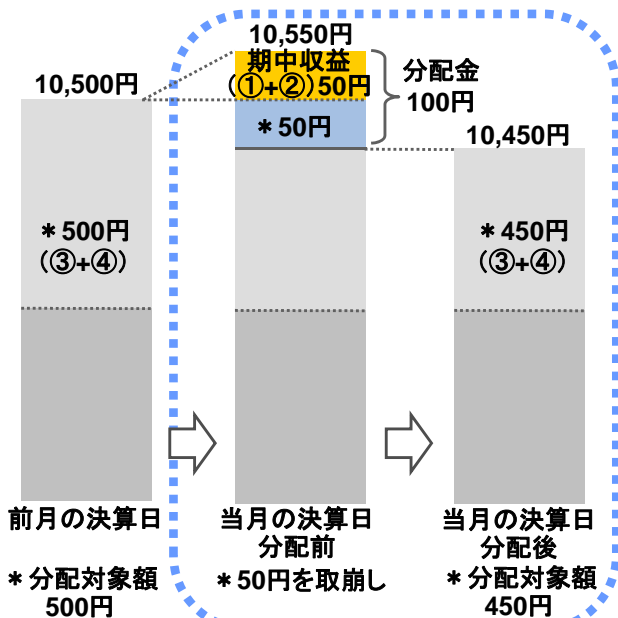 10,500円
＊500円
（③+④）
前月の決算日
＊分配対象額
500円
10,550円
期中収益
（①+②）50円
＊50円
分配金
100円
当月の決算日
分配前
＊50円を取崩し
10,450円
＊450円
（③+④）
当月の決算日
分配後
＊分配対象額
450円